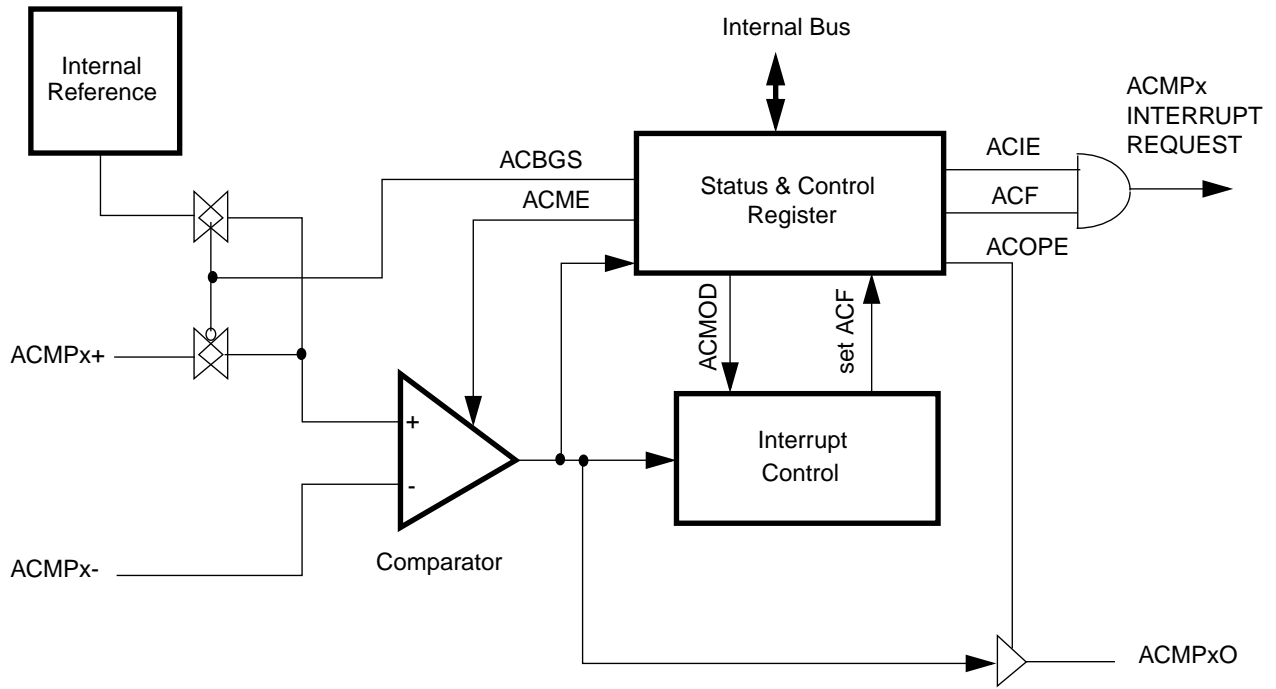 Internal Bus
Internal
Reference
ACMPx
INTERRUPT
REQUEST
ACBGS
ACME
Status & Control
Register
ACIE
ACF
ACOPE
ACMOD
set ACF
ACMPx+
+
-
Interrupt
Control
Comparator
ACMPx-
ACMPxO